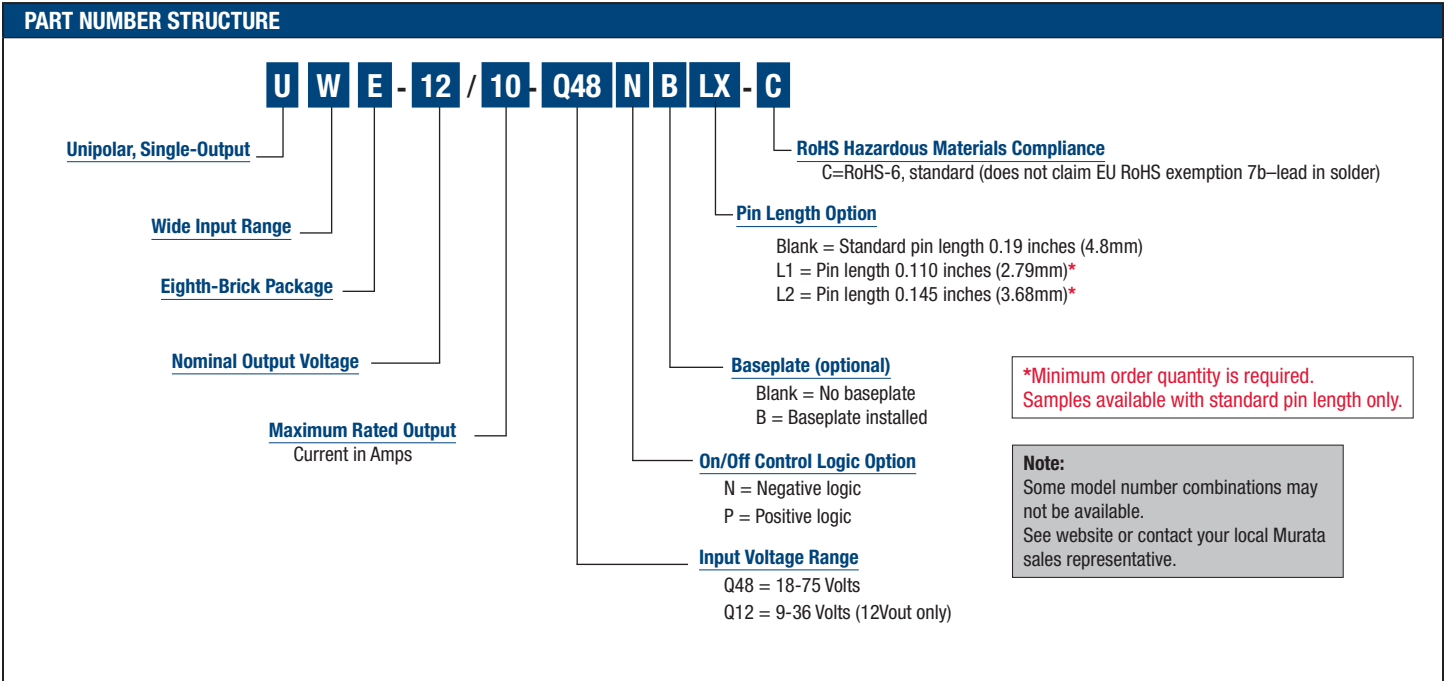 PART NUMBER STRUCTURE
U W E - 12 / 10 - Q48 N B LX - C
Unipolar, Single-Output
Wide Input Range
Eighth-Brick Package
Nominal Output Voltage
Maximum Rated Output
Current in Amps
RoHS Hazardous Materials Compliance
C=RoHS-6, standard (does not claim EU RoHS exemption 7b–lead in solder)
Pin Length Option
Blank = Standard pin length 0.19 inches (4.8mm)
L1 = Pin length 0.110 inches (2.79mm)*
L2 = Pin length 0.145 inches (3.68mm)*
Baseplate (optional)
Blank = No baseplate
B = Baseplate installed
On/Off Control Logic Option
N = Negative logic
P = Positive logic
Input Voltage Range
Q48 = 18-75 Volts
Q12 = 9-36 Volts (12Vout only)
*Minimum order quantity is required.
Samples available with standard pin length only.
Note:
Some model number combinations may
not be available.
See website or contact your local Murata
sales representative.